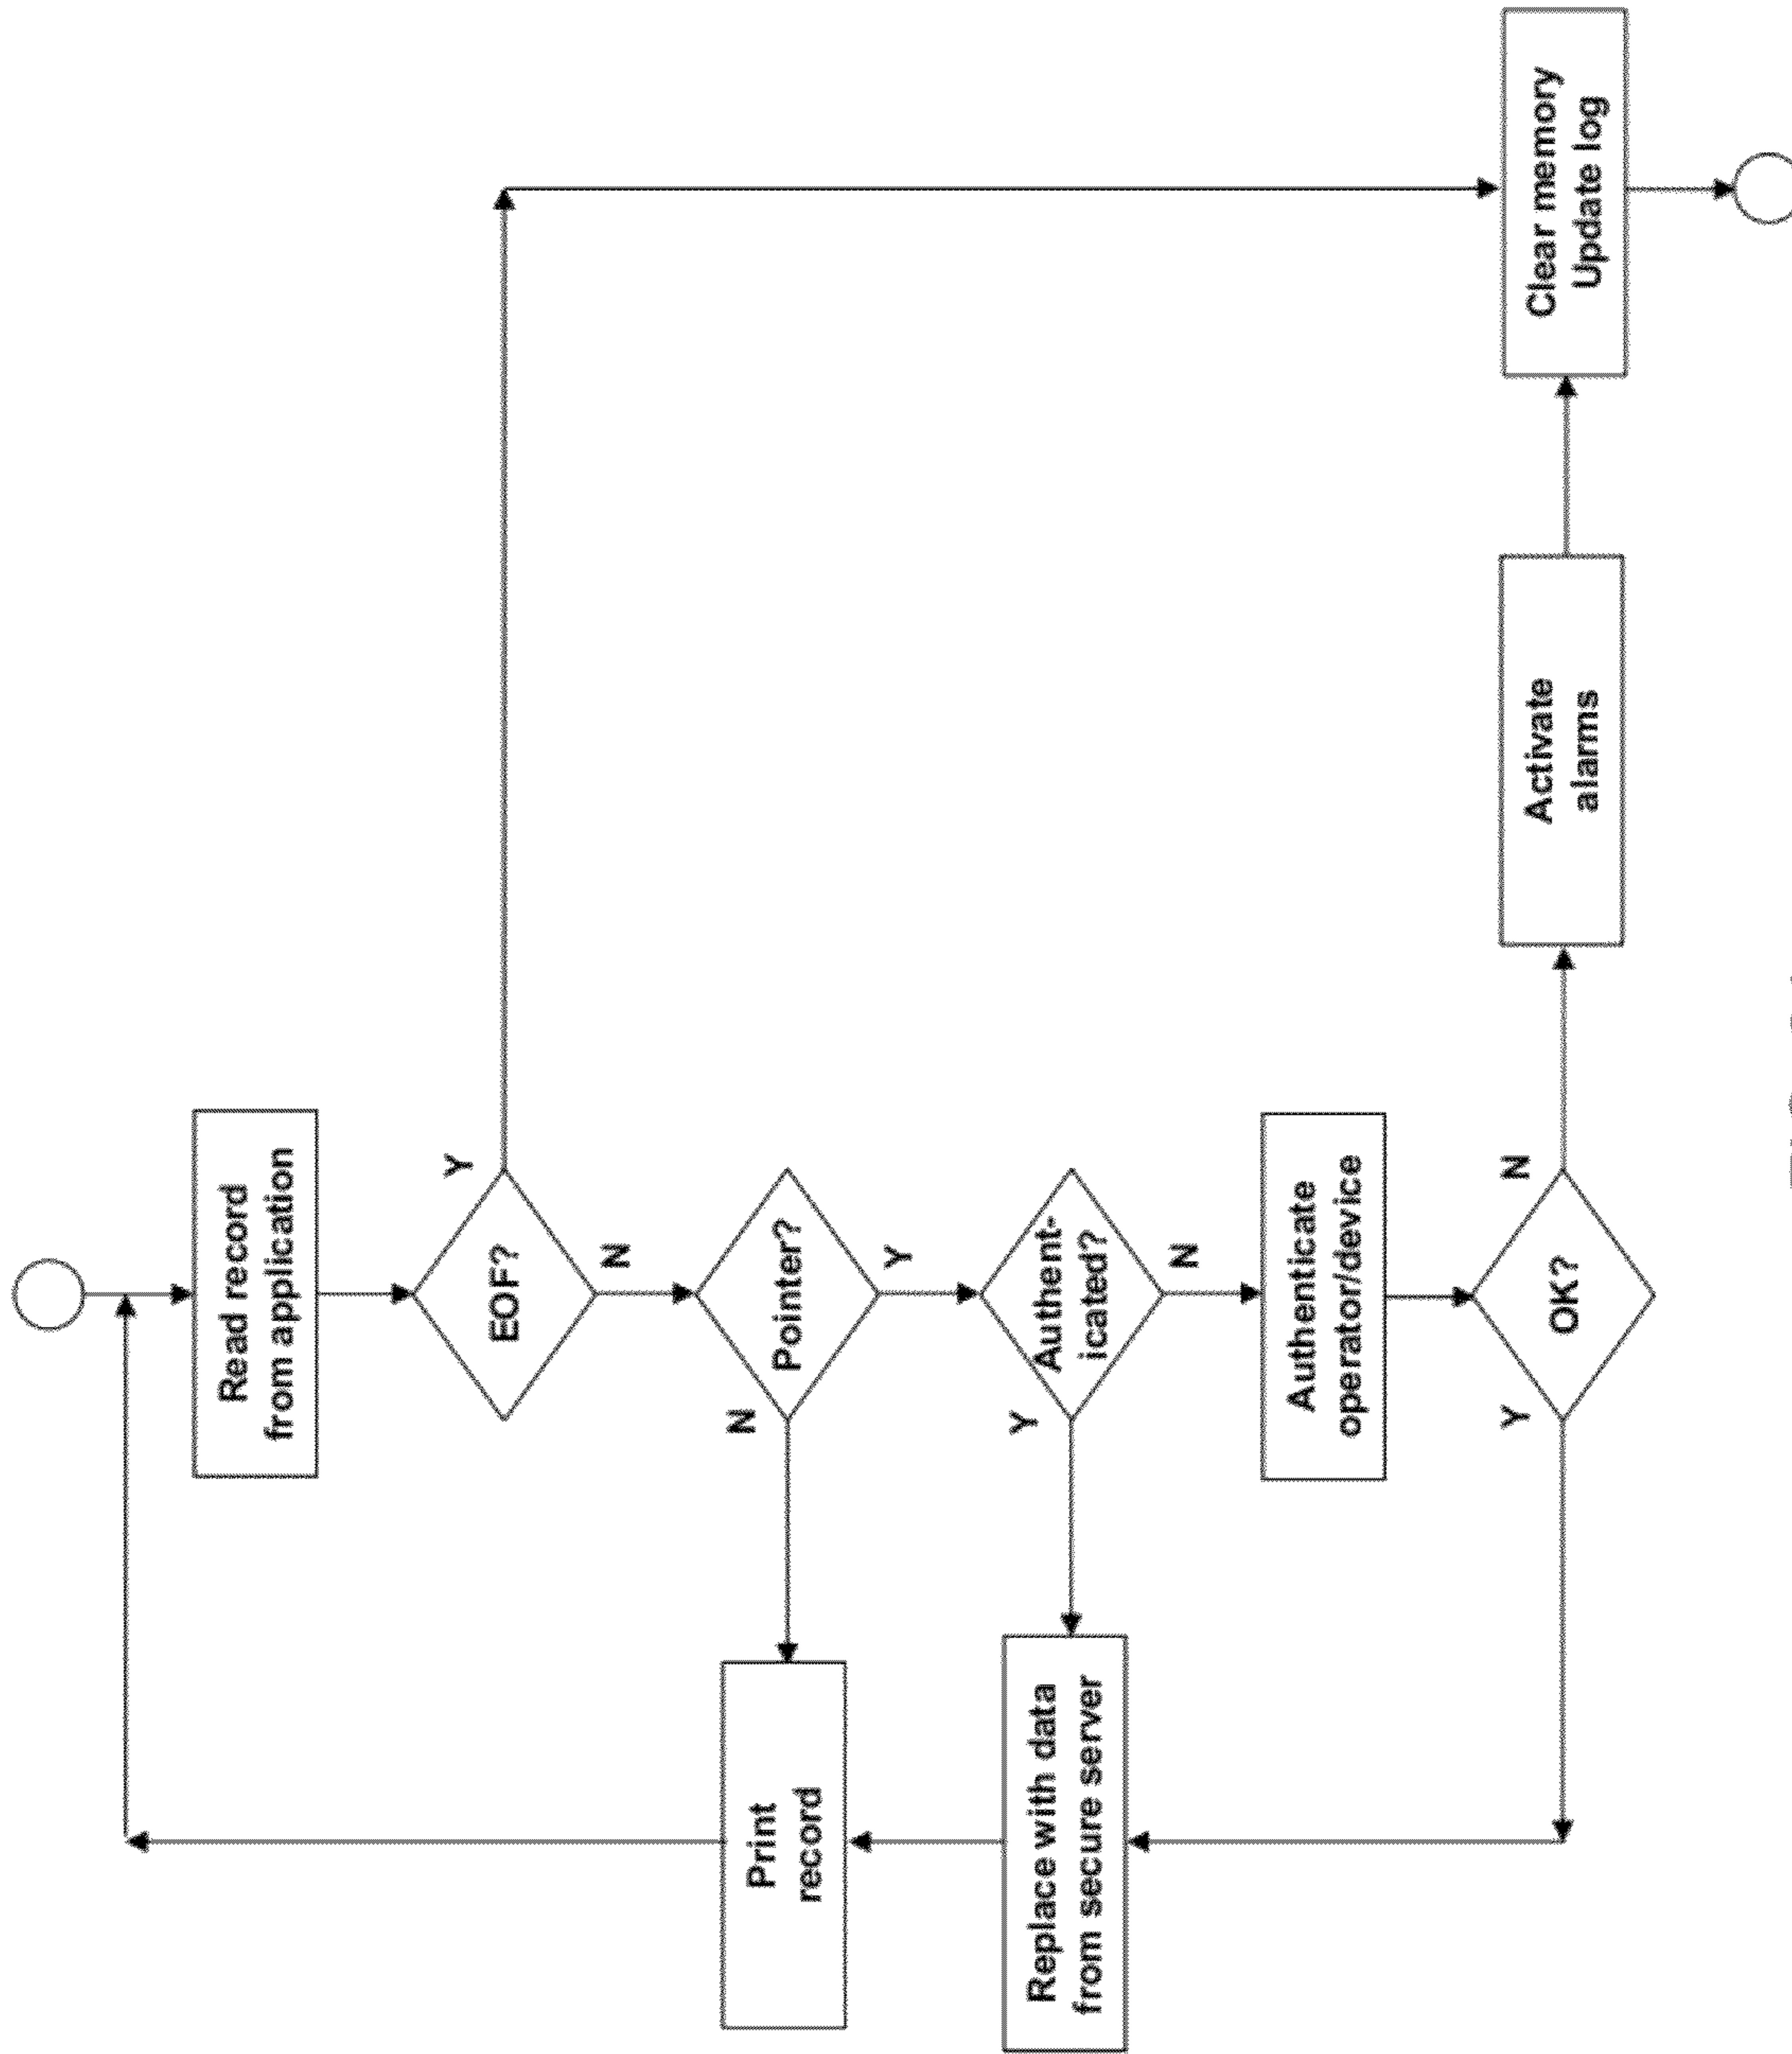 Read record
from application
EOF?
Y
N
Pointer?
N
Y
Authent-
icated?
Y
N
Authenticate
operator/device
OK?
Y
N
Print
record
Replace with data
from secure server
Activate
alarms
Clear memory
Update log